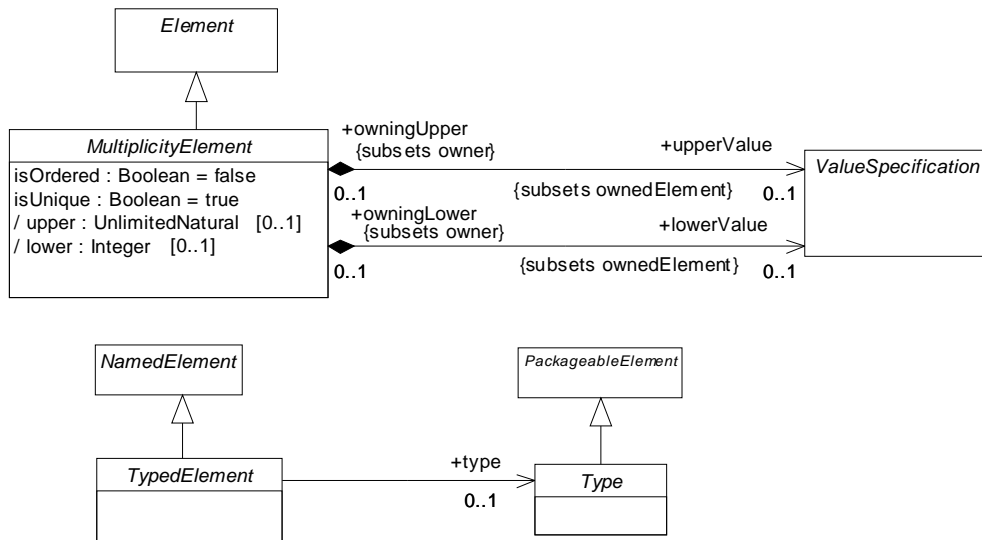 Element
MultiplicityElement
isOrdered : Boolean = false
isUnique : Boolean = true
/ upper : UnlimitedNatural [0..1]
/ lower : Integer [0..1]
+owningUpper
{subsets owner}
0..1
+upperValue
{subsets ownedElement}
0..1
+owningLower
{subsets owner}
0..1
+lowerValue
{subsets ownedElement}
0..1
ValueSpecification
NamedElement
PackageableElement
TypedElement
+type
0..1
Type